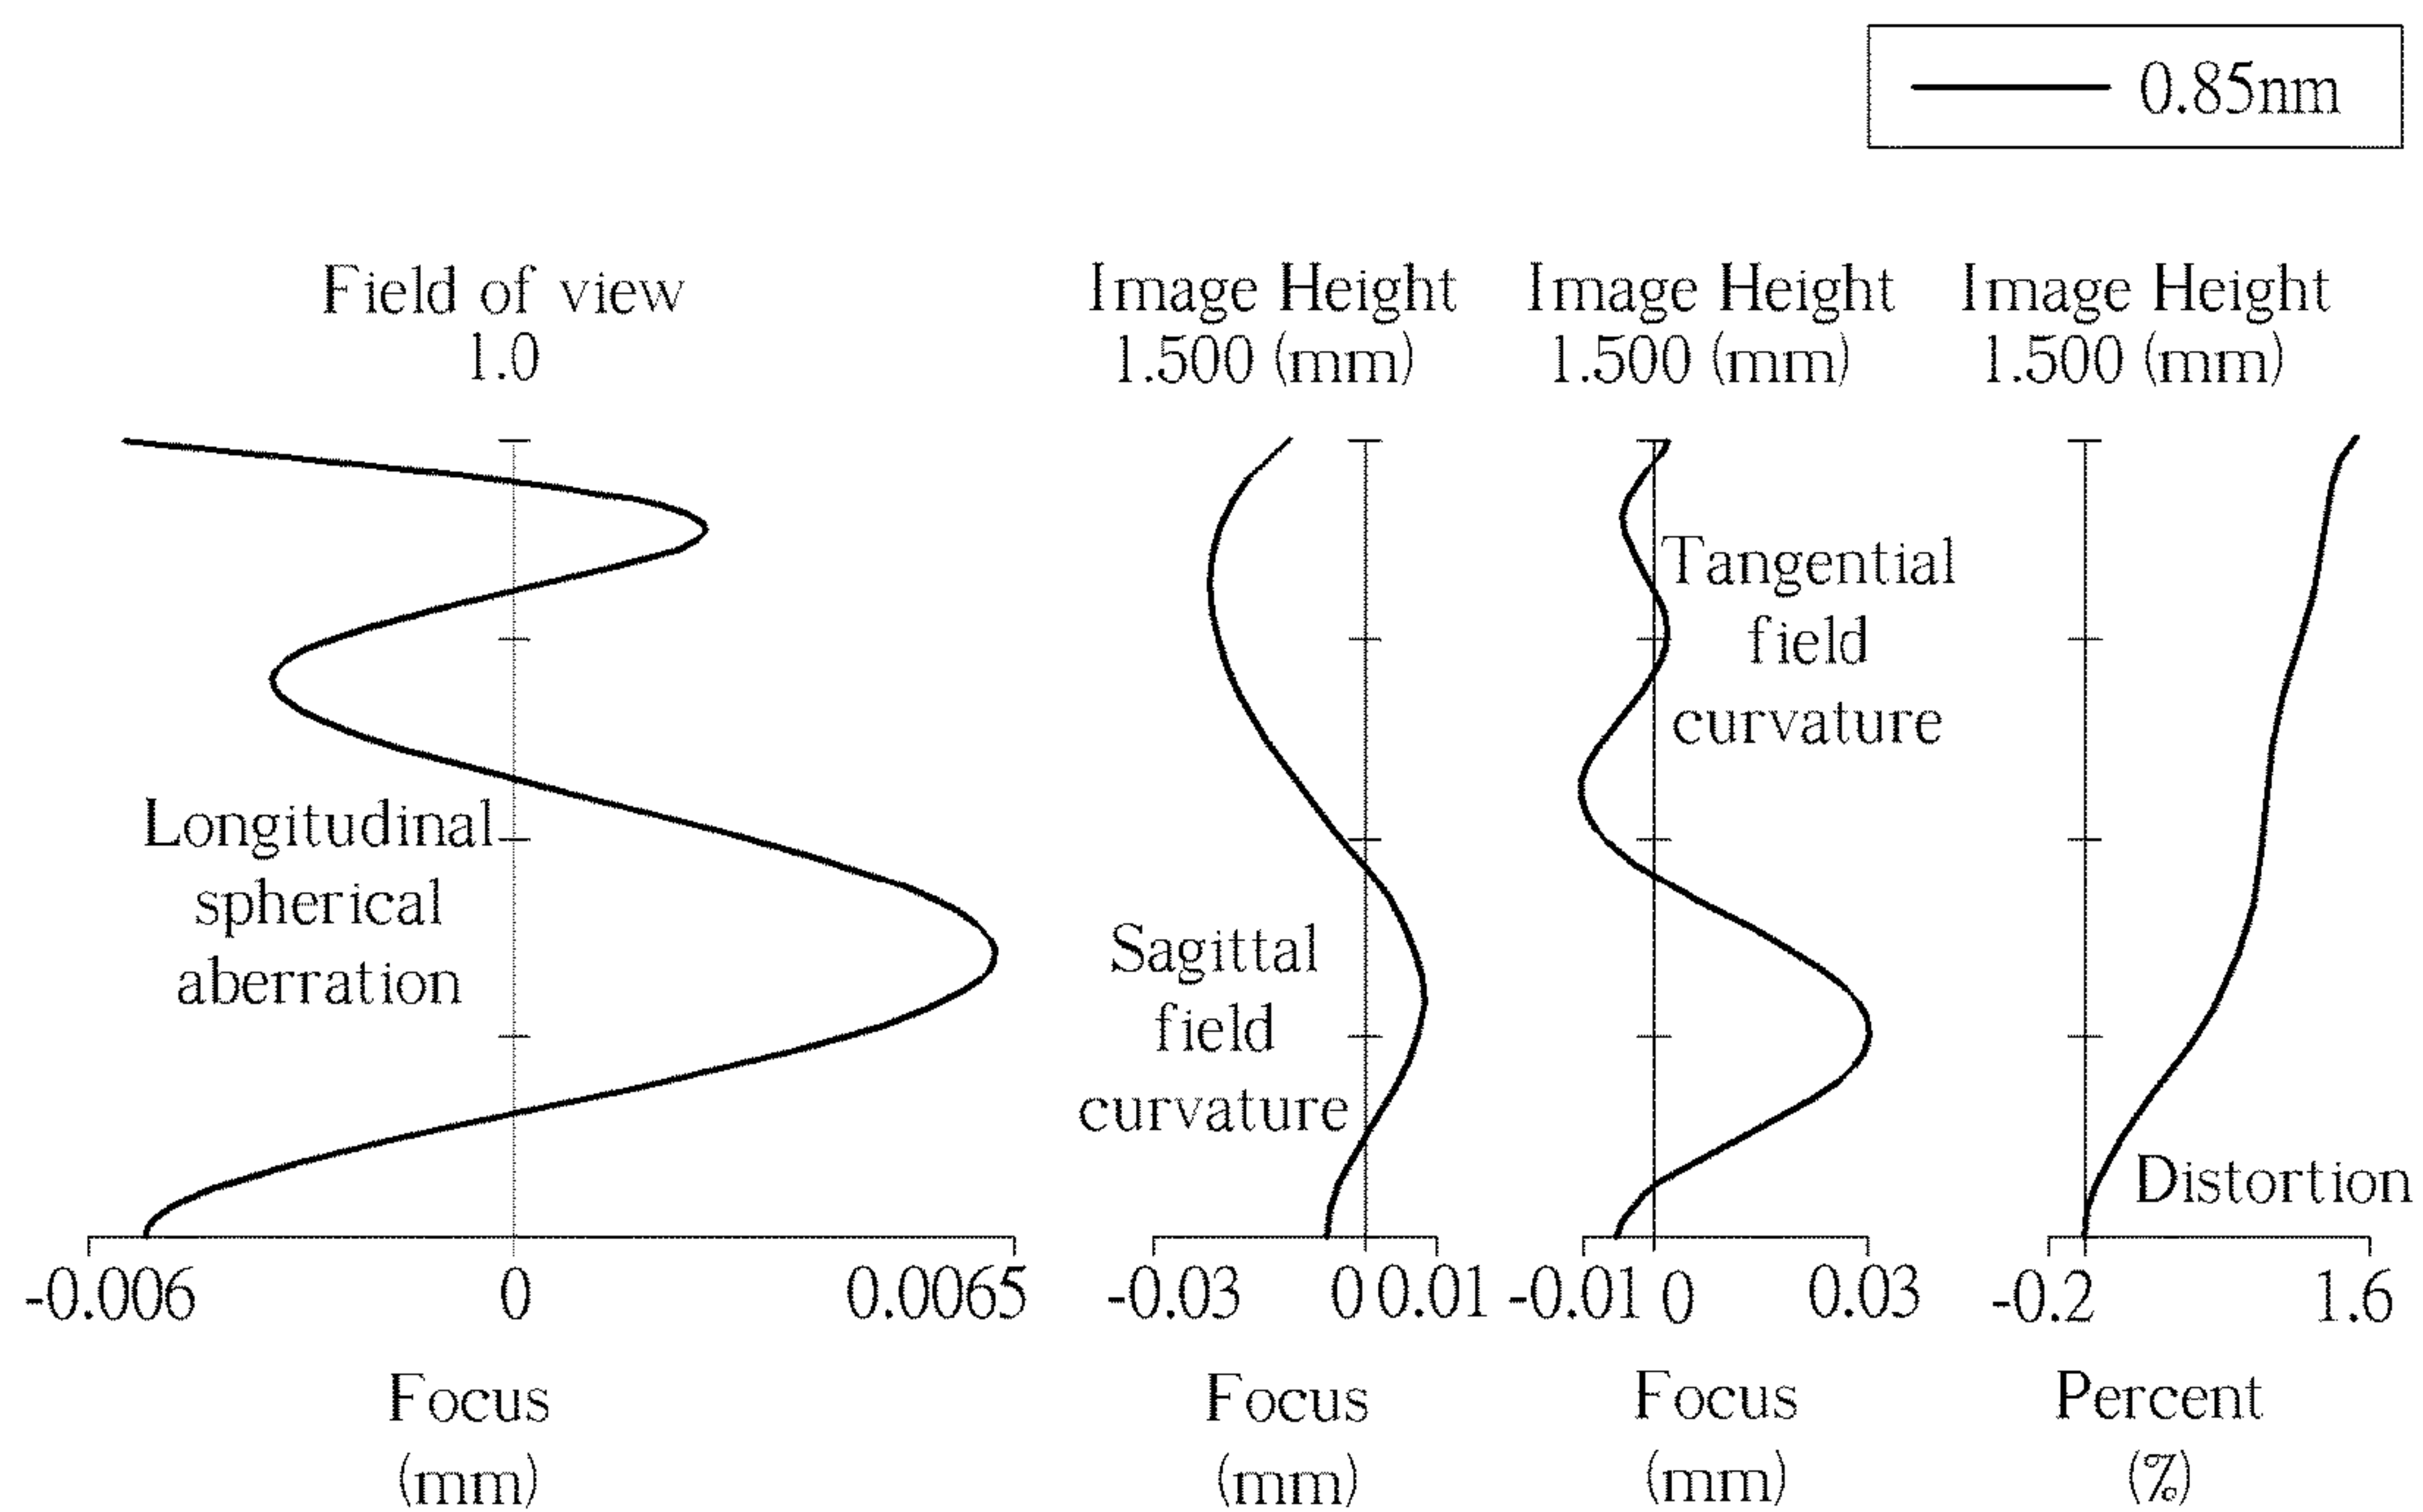 0.85nm
Field of view
1.0
Longitudinal
spherical
aberration
-0.006
0
0.0065
Focus
(mm)
Image Height
1.500 (mm)
Sagittal
field
curvature
-0.03
0
0.01
Focus
(mm)
Image Height
1.500 (mm)
Tangential
field
curvature
-0.01
0
0.03
Focus
(mm)
Image Height
1.500 (mm)
Distortion
-0.2
1.6
Percent
(%)